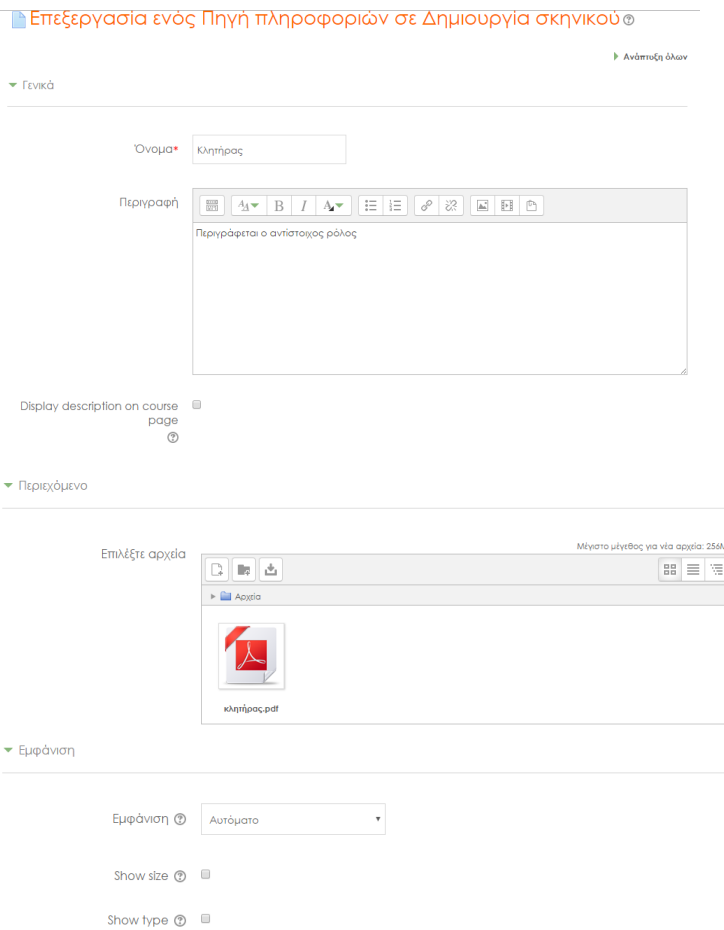 Επεξεργασία ενός Πηγή πληροφοριών σε Δημιουργία σκηνικού
Ανάπτυξη όλων
Γενικά
Όνομα*
Κλητήρας
Περιγραφή
Περιγράφεται ο αντίστοιχος ρόλος
Display description on course
page
Περιεχόμενο
Μέγιστο μέγεθος για νέα αρχεία: 256M
Επιλέξτε αρχεία
Αρχεία
κλητήρας.pdf
Εμφάνιση
Εμφάνιση
Αυτόματο
Show size
Show type